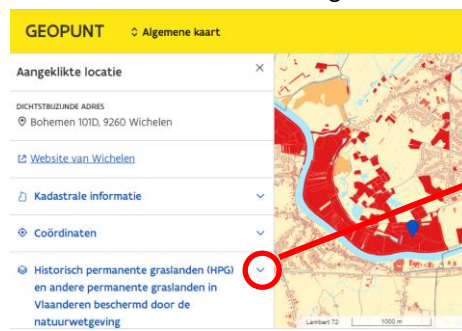 GEOPUNT
Algemene kaart
Aangeklikte locatie
DICHTSTBIJZIJNDE ADRES
Bohemen 101D, 9260 Wichelen
Website van Wichelen
Kadastrale informatie
Coördinaten
Historisch permanente graslanden (HPG)
en andere permanente graslanden in
Vlaanderen beschermd door de
natuurwetgeving
Lambert 72
1000 m